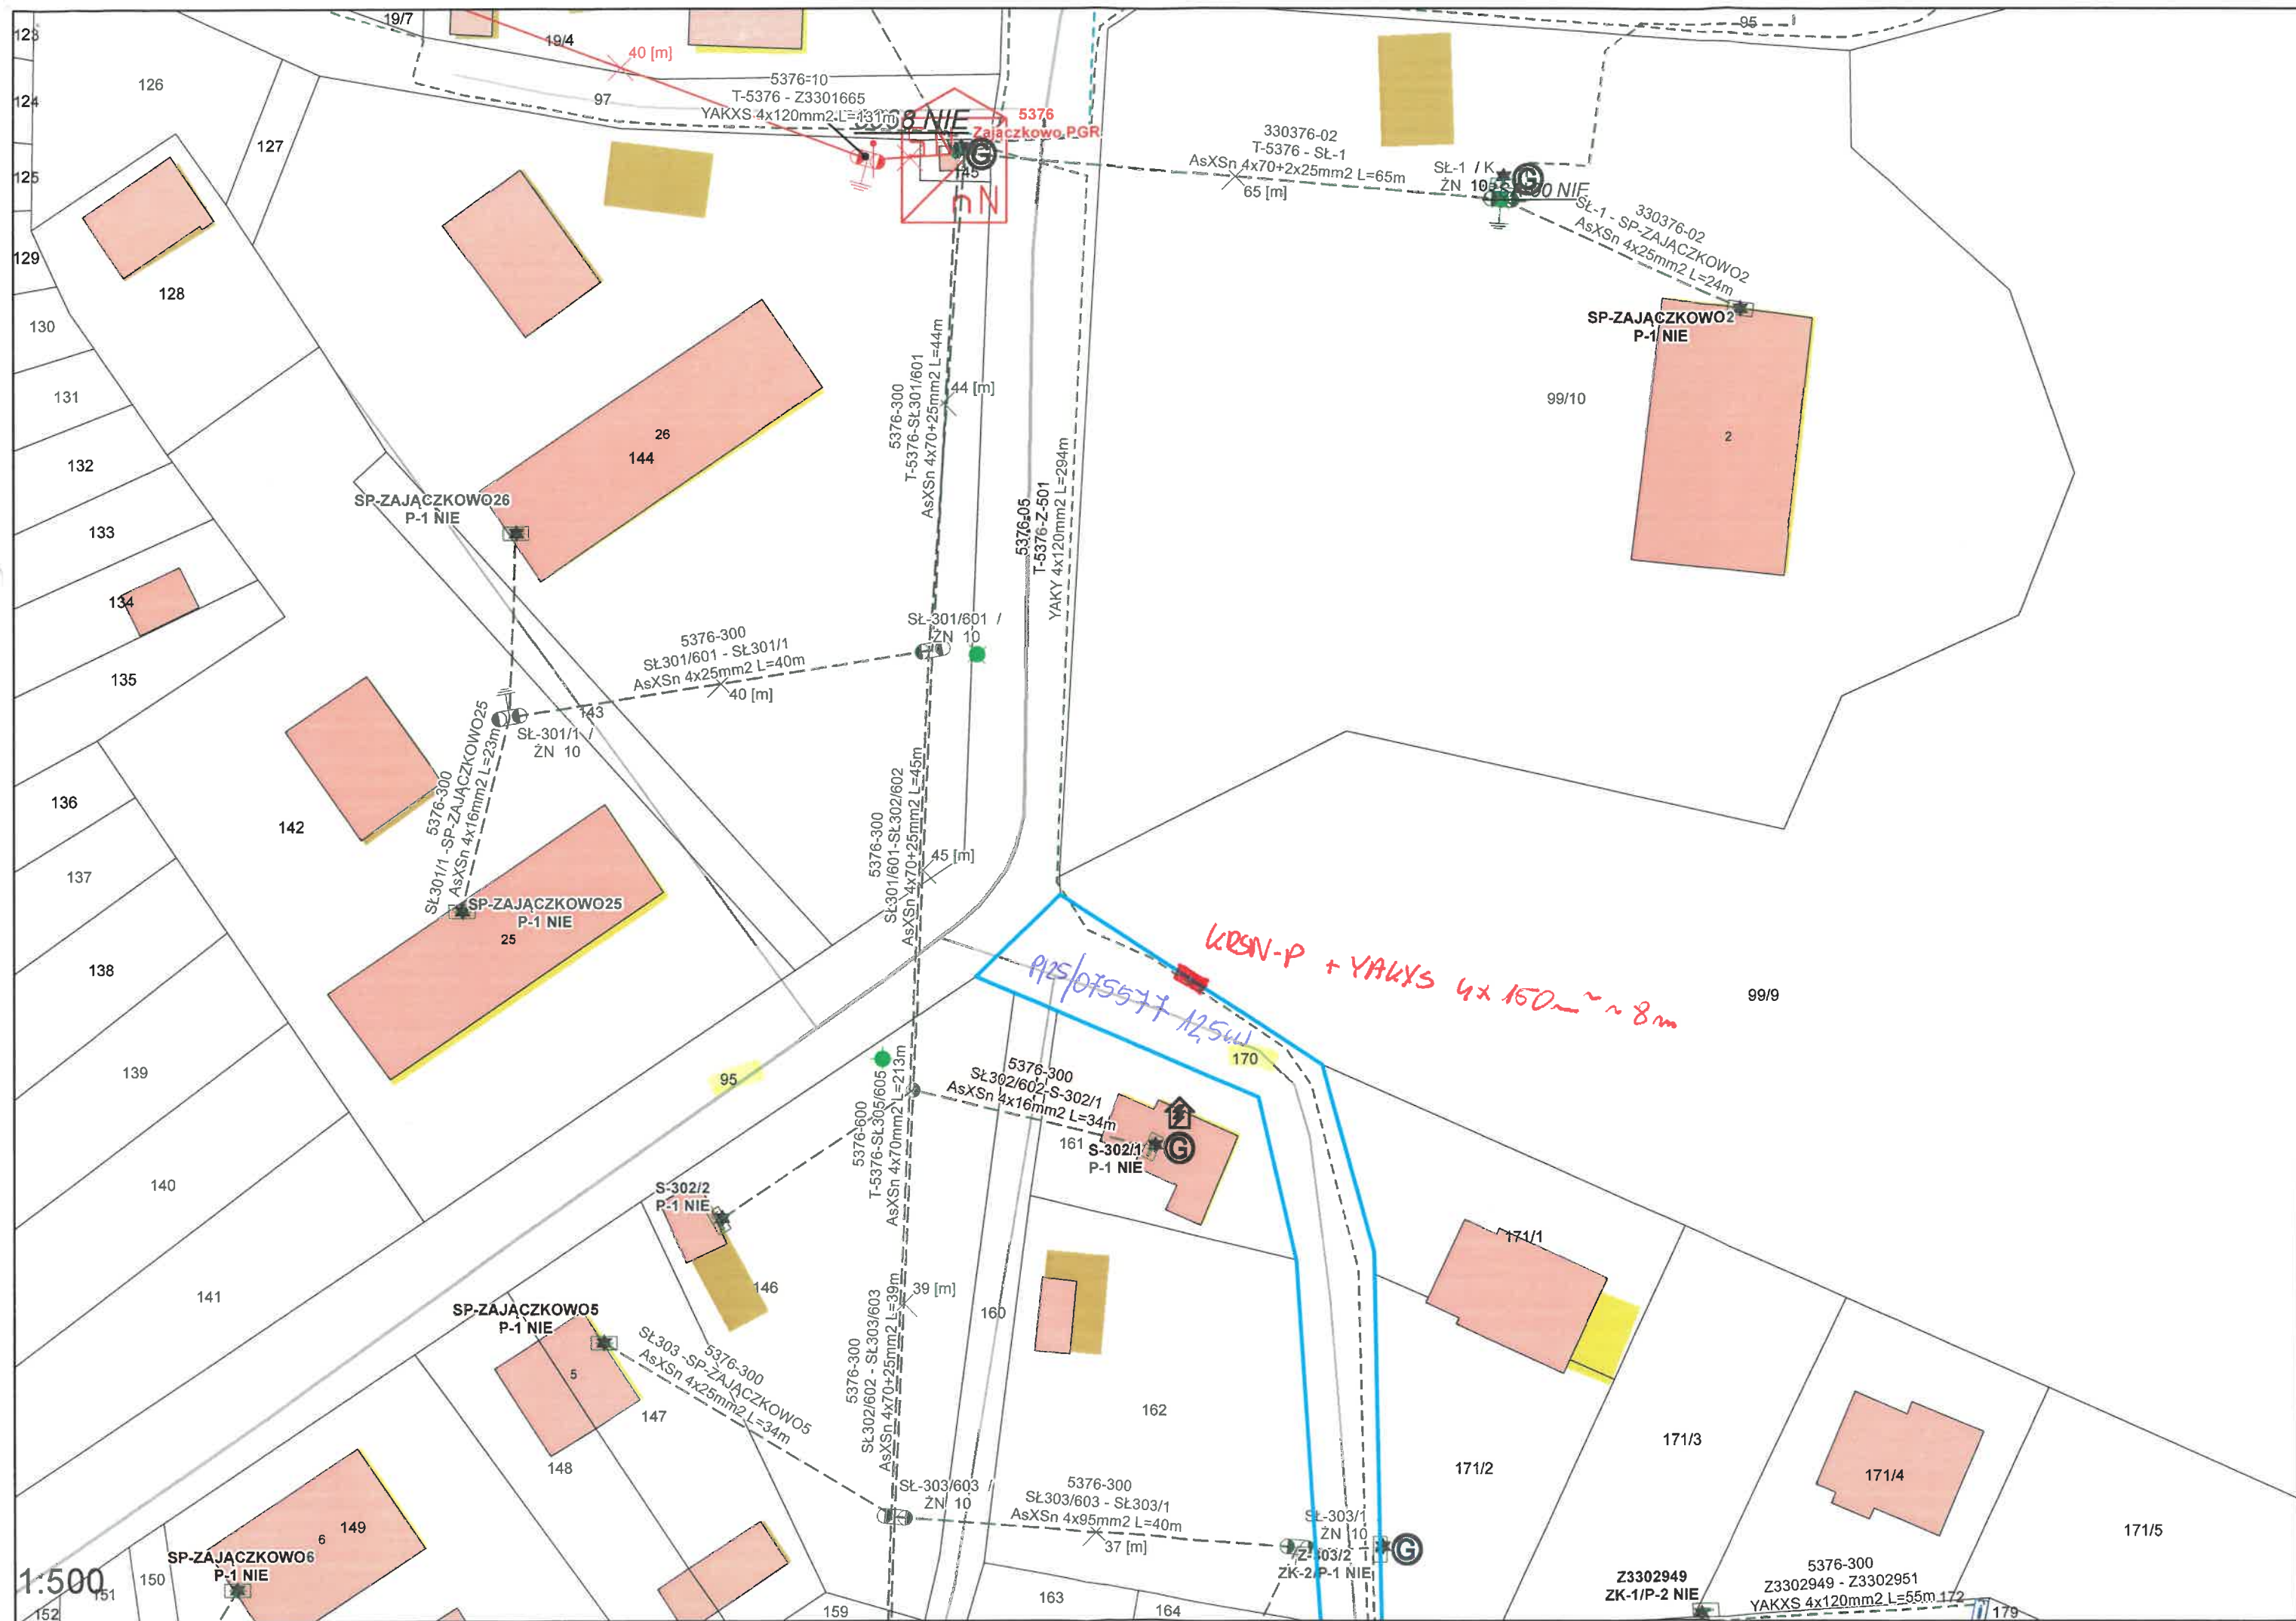 19/7
95
123
19/4
40 [m]
126
5376-10
T-5376 - Z3301665
YAKXS 4x120mm2 L=131m
97
124
8 NIE
5376
Zajączkowo PGR
127
145
nN
330376-02
T-5376 - SŁ-1
AsXSn 4x70+2x25mm2 L=65m
65 [m]
SŁ-1 / K
ŻN 10
G
G
NIE
125
330376-02
SŁ-1 - SP-ZAJĄCZKOWO2
AsXSn 4x25mm2 L=24m
129
128
130
SP-ZAJĄCZKOWO2
P-1 NIE
5376-300
T-5376-SŁ301/601
AsXSn 4x70+25mm2 L=44m
44 [m]
131
99/10
2
26
144
132
SP-ZAJĄCZKOWO26
P-1 NIE
133
5376-05
T-5376-Z-501
YAKY 4x120mm2 L=294m
134
SŁ-301/601 /
ŻN 10
5376-300
SŁ301/601 - SŁ301/1
AsXSn 4x25mm2 L=40m
40 [m]
135
143
SŁ-301/1 /
ŻN 10
5376-300
SŁ301/1 -SP-ZAJĄCZKOWO25
AsXSn 4x16mm2 L=23m
136
142
5376-300
SŁ301/601-SŁ302/602
AsXSn 4x70+25mm2 L=45m
45 [m]
137
SP-ZAJĄCZKOWO25
P-1 NIE
25
138
KRSN-P + YAKXS 4x 150m~ ~ 8m
99/9
P/25/075577 12,5kW
170
139
95
5376-600
T-5376-SŁ305/605
AsXSn 4x70mm2 L=213m
5376-300
SŁ302/602-S-302/1
AsXSn 4x16mm2 L=34m
161
S-302/1
P-1 NIE
G
140
S-302/2
P-1 NIE
171/1
141
146
39 [m]
160
SP-ZAJĄCZKOWO5
P-1 NIE
5
5376-300
SŁ303 -SP-ZAJĄCZKOWO5
AsXSn 4x25mm2 L=34m
5376-300
SŁ302/602 - SŁ303/603
AsXSn 4x70+25mm2 L=39m
147
162
148
171/3
171/2
171/4
SŁ-303/603 /
ŻN 10
5376-300
SŁ303/603 - SŁ303/1
AsXSn 4x95mm2 L=40m
37 [m]
SŁ-303/1
ŻN 10
Z-303/2
ZK-2/P-1 NIE
G
171/5
6
149
SP-ZAJĄCZKOWO6
P-1 NIE
1:500
150
151
152
159
163
164
Z3302949
ZK-1/P-2 NIE
5376-300
Z3302949 - Z3302951
YAKXS 4x120mm2 L=55m
172
179